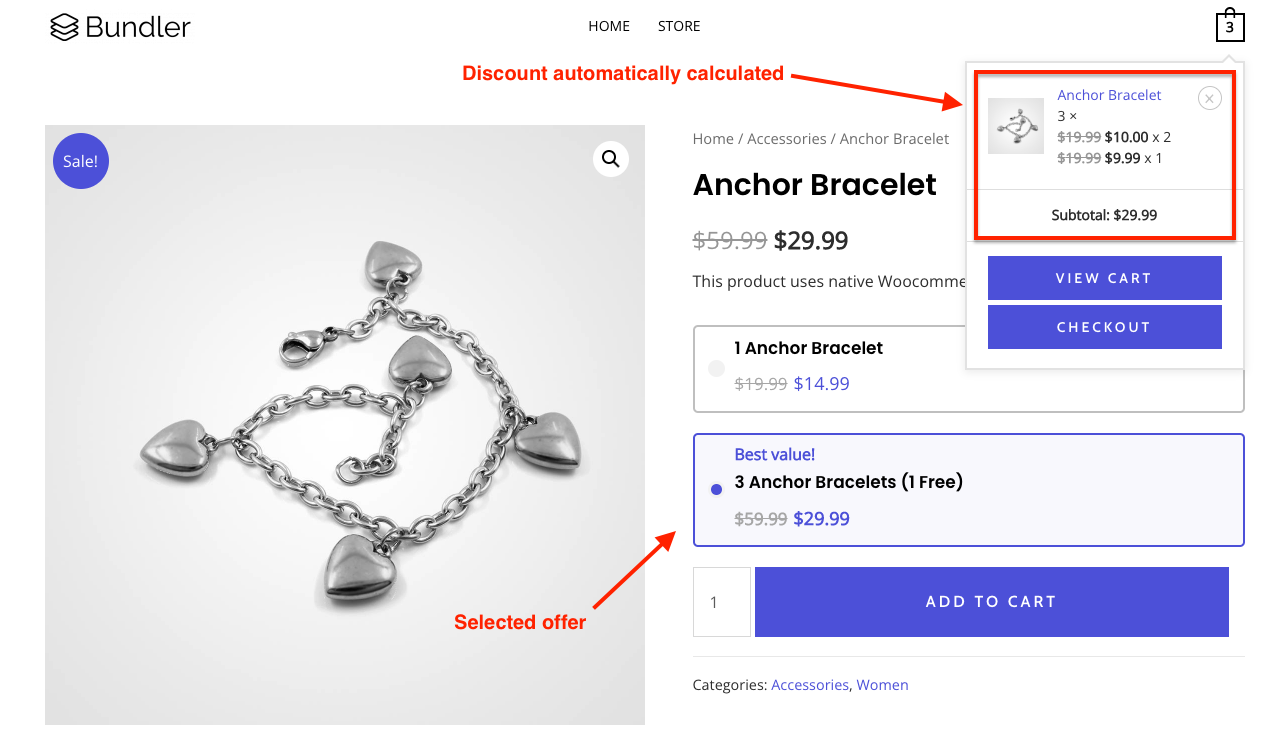 Bundler
HOME
STORE
3
Discount automatically calculated
Anchor Bracelet
3 ×
$19.99 $10.00 x 2
$19.99 $9.99 x 1
Subtotal: $29.99
VIEW CART
CHECKOUT
Sale!
Home / Accessories / Anchor Bracelet
Anchor Bracelet
$59.99 $29.99
This product uses native Woocomme
1 Anchor Bracelet
$19.99 $14.99
Best value!
3 Anchor Bracelets (1 Free)
$59.99 $29.99
Selected offer
1
ADD TO CART
Categories: Accessories, Women